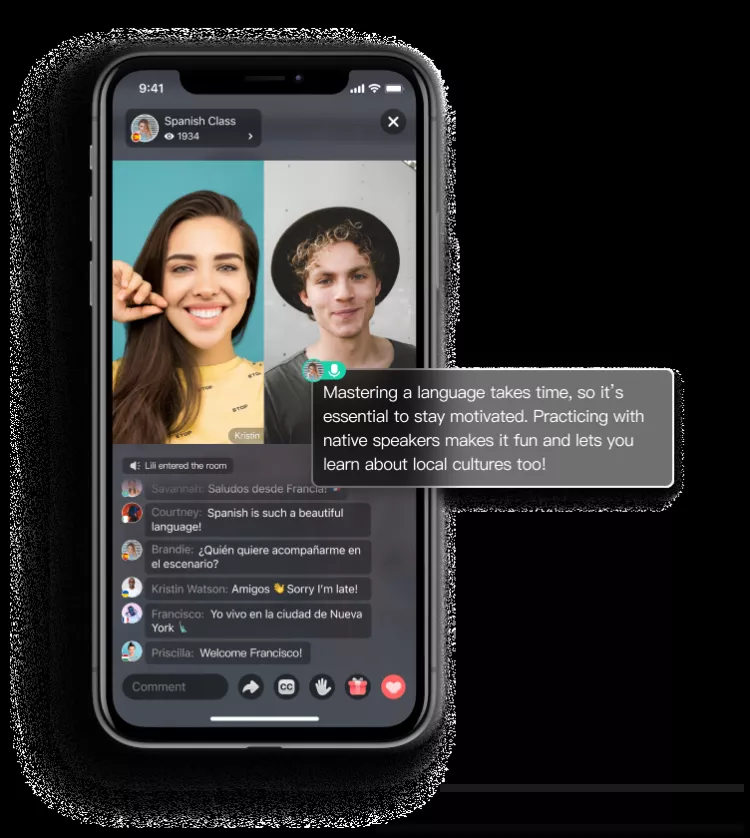 9:41
Spanish Class
1934
Kristin
Mastering a language takes time, so it's
essential to stay motivated. Practicing with
native speakers makes it fun and lets you
learn about local cultures too!
Lili entered the room
Savannah: Saludos desde Francia!
Courtney: Spanish is such a beautiful
language!
Brandie: ¿Quién quiere acompañarme en
el escenario?
Kristin Watson: Amigos 👋 Sorry I'm late!
Francisco: Yo vivo en la ciudad de Nueva
York 🗽
Priscilla: Welcome Francisco!
Comment
CC